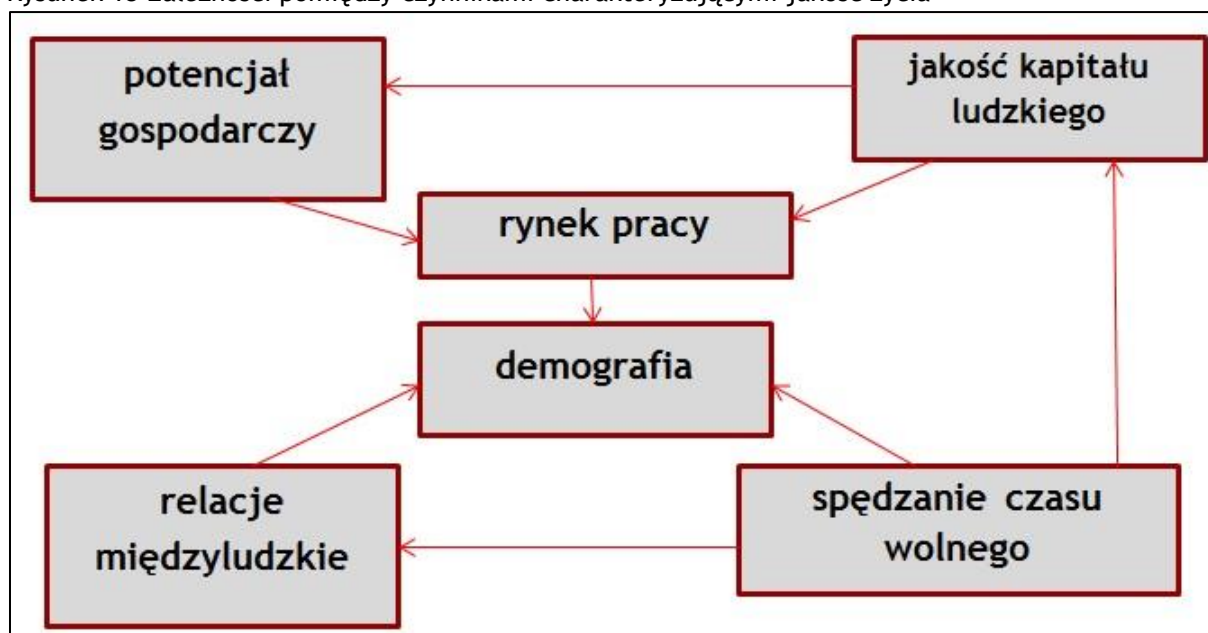 potencjał
gospodarczy
jakość kapitału
ludzkiego
rynek pracy
demografia
relacje
międzyludzkie
spędzanie czasu
wolnego